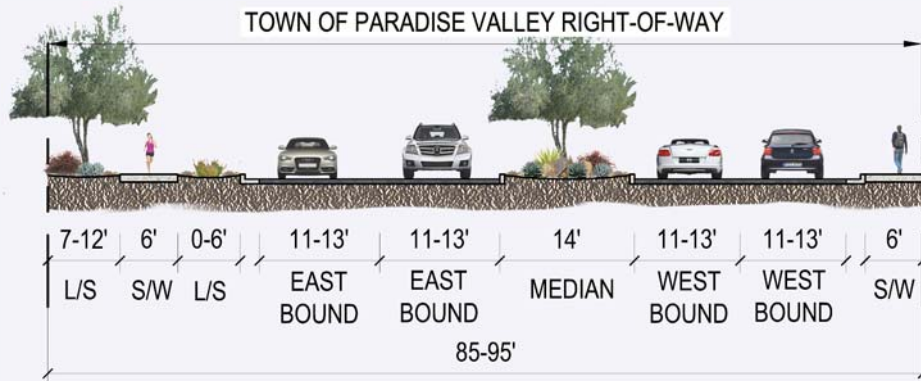 TOWN OF PARADISE VALLEY RIGHT-OF-WAY
7-12' 6' 0-6' 11-13' 11-13' 14' 11-13' 11-13' 6'
L/S S/W L/S EAST BOUND EAST BOUND MEDIAN WEST BOUND WEST BOUND S/W
85-95'